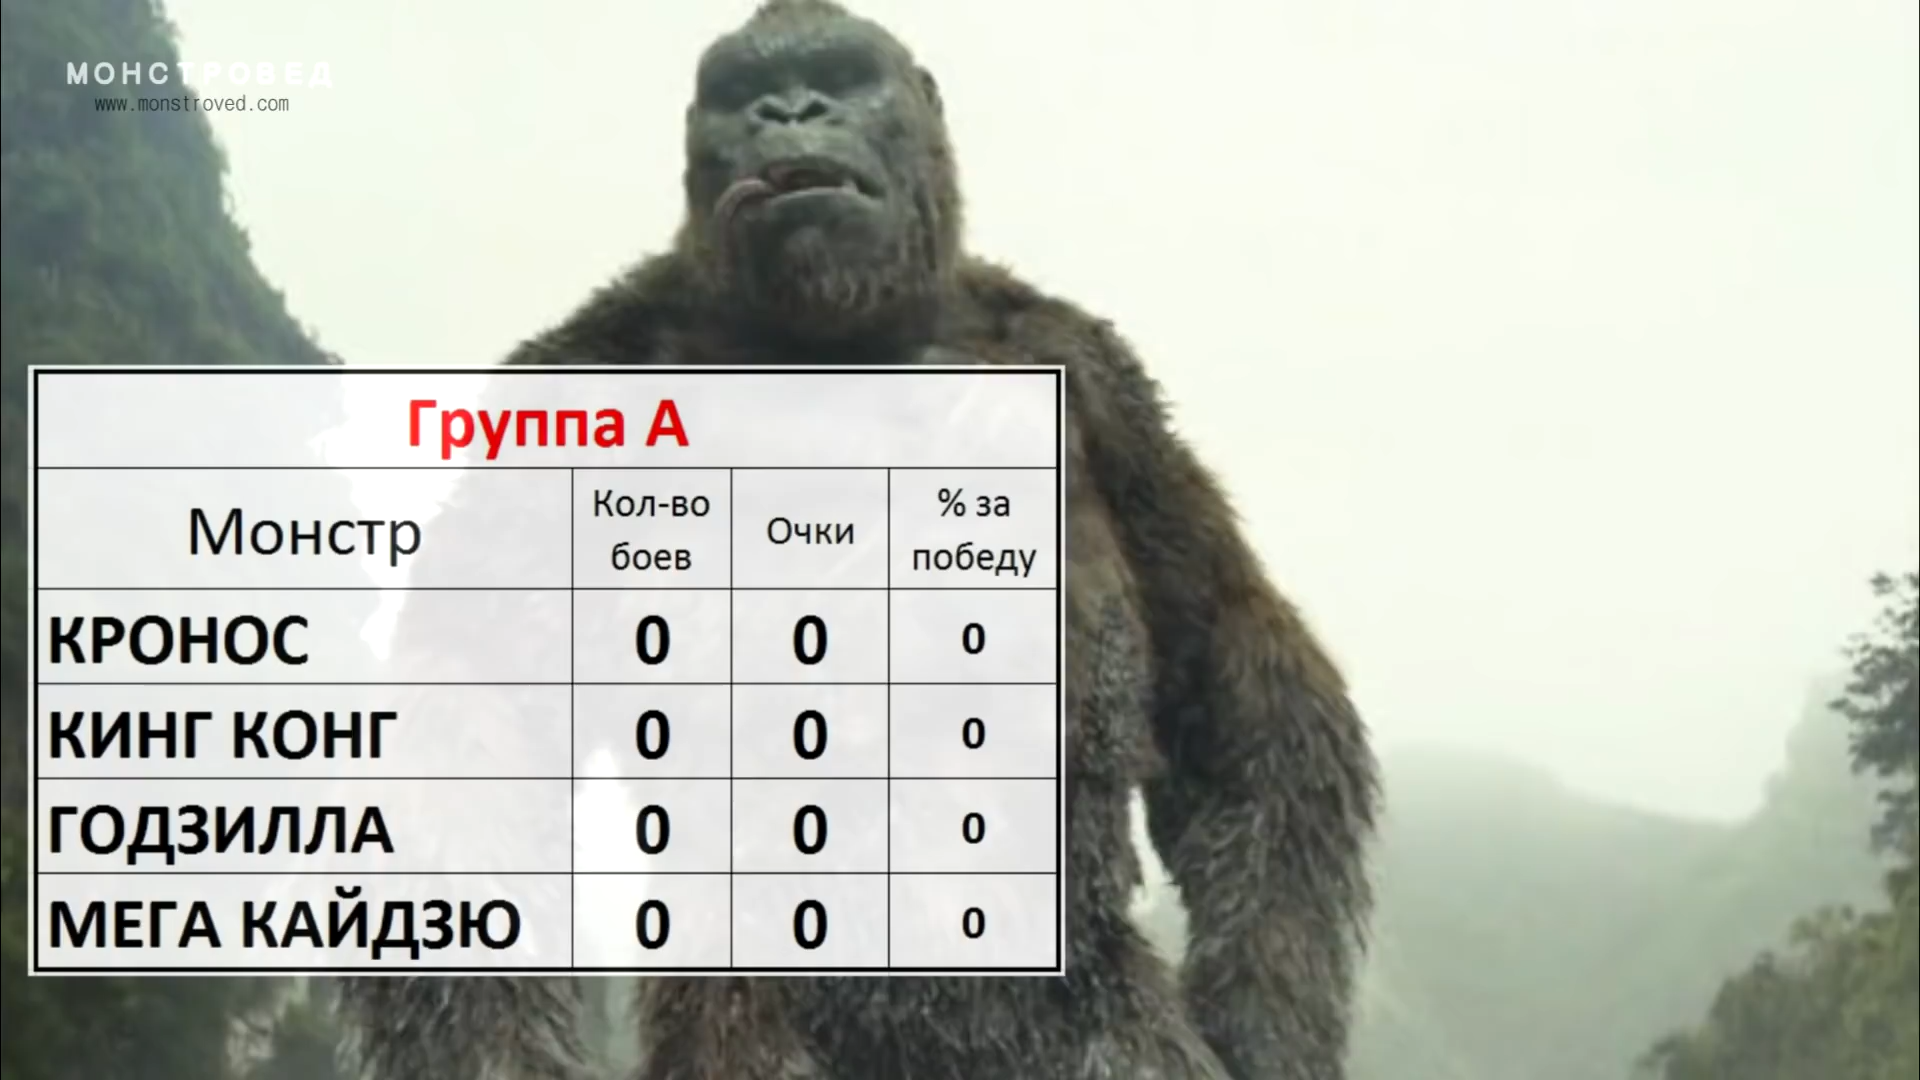 МОНСТРОВЕД
www.monstroved.com
Группа А
Монстр Кол-во боев Очки % за победу
КРОНОС 0 0 0
КИНГ КОНГ 0 0 0
ГОДЗИЛЛА 0 0 0
МЕГА КАЙДЗЮ 0 0 0